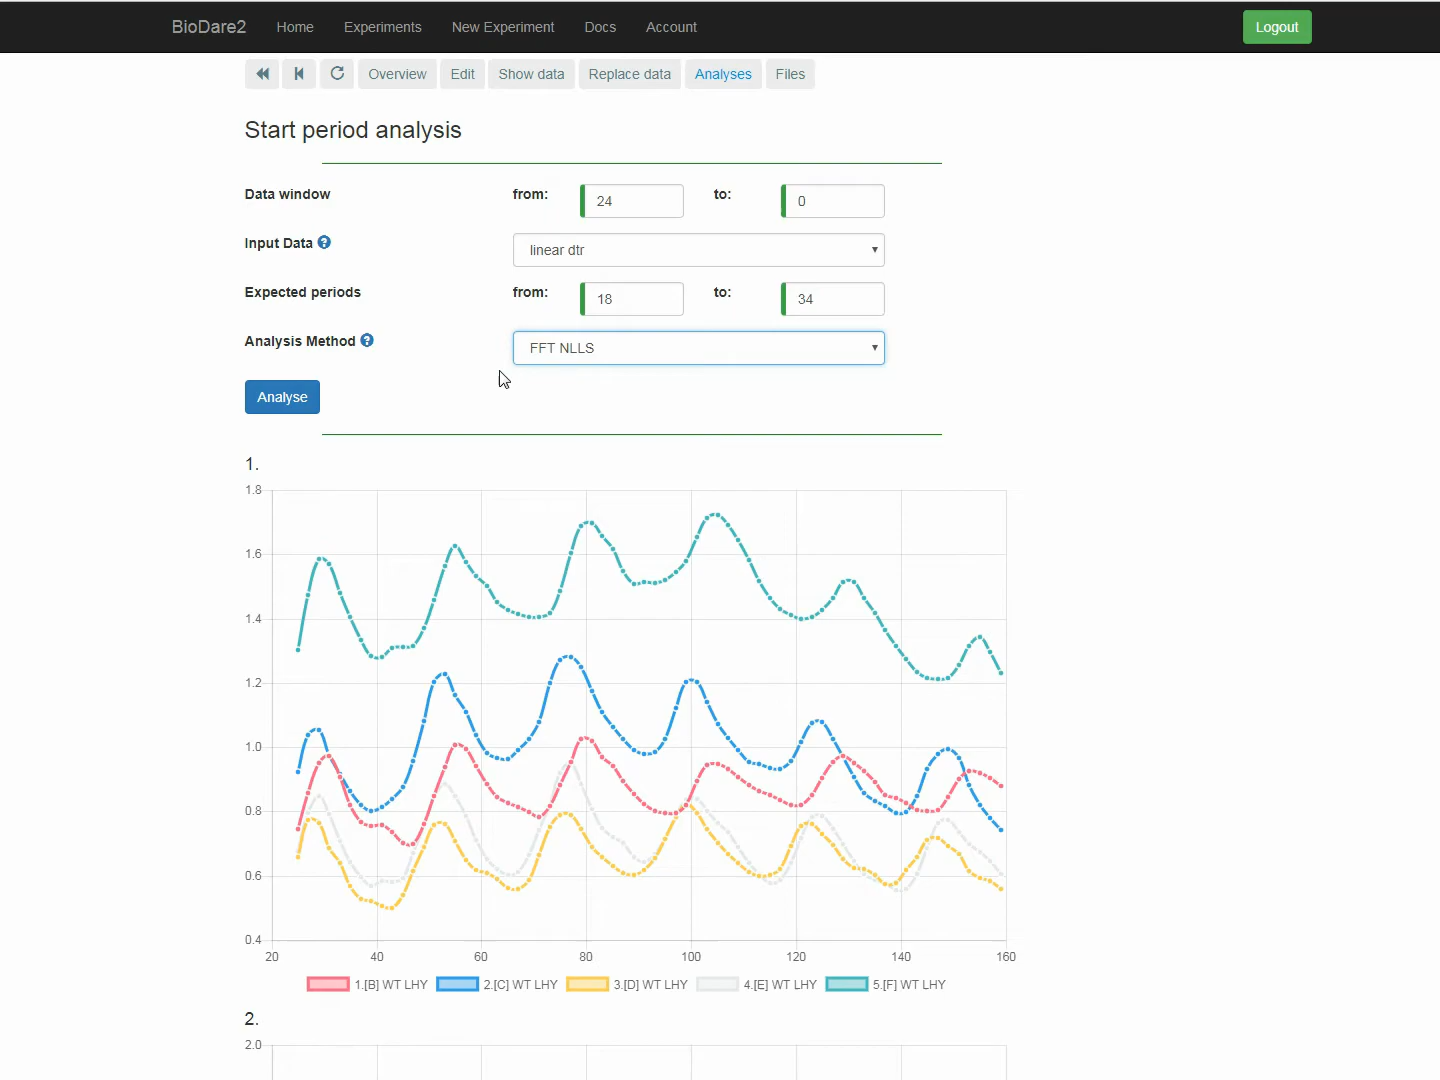 BioDare2 Home Experiments New Experiment Docs Account Logout
Overview Edit Show data Replace data Analyses Files
Start period analysis
Data window from: 24 to: 0
Input Data linear dtr
Expected periods from: 18 to: 34
Analysis Method FFT NLLS
Analyse
1.
1.8
1.6
1.4
1.2
1.0
0.8
0.6
0.4
20 40 60 80 100 120 140 160
1.[B] WT LHY 2.[C] WT LHY 3.[D] WT LHY 4.[E] WT LHY 5.[F] WT LHY
2.
2.0